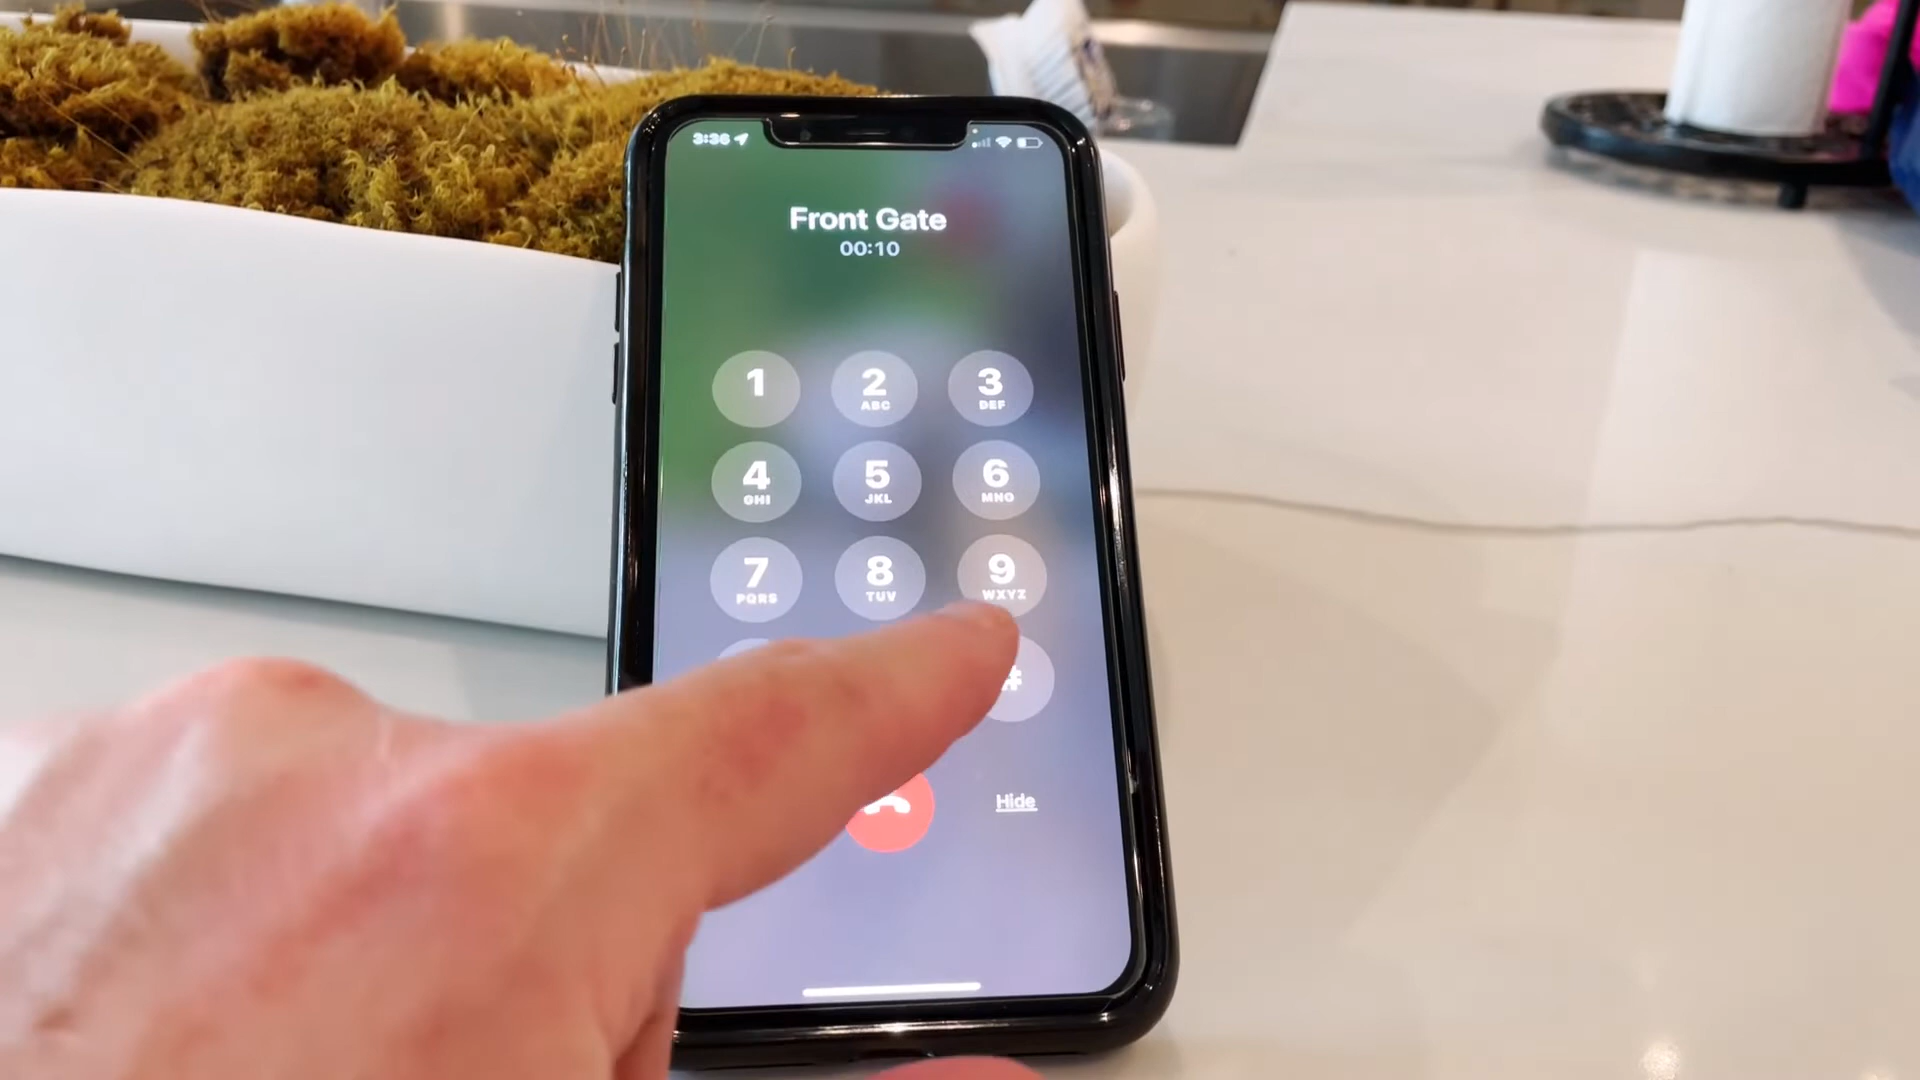 3:36
Front Gate
00:10
1 2 3
ABC DEF
4 5 6
GHI JKL MNO
7 8 9
PQRS TUV WXYZ
#
Hide